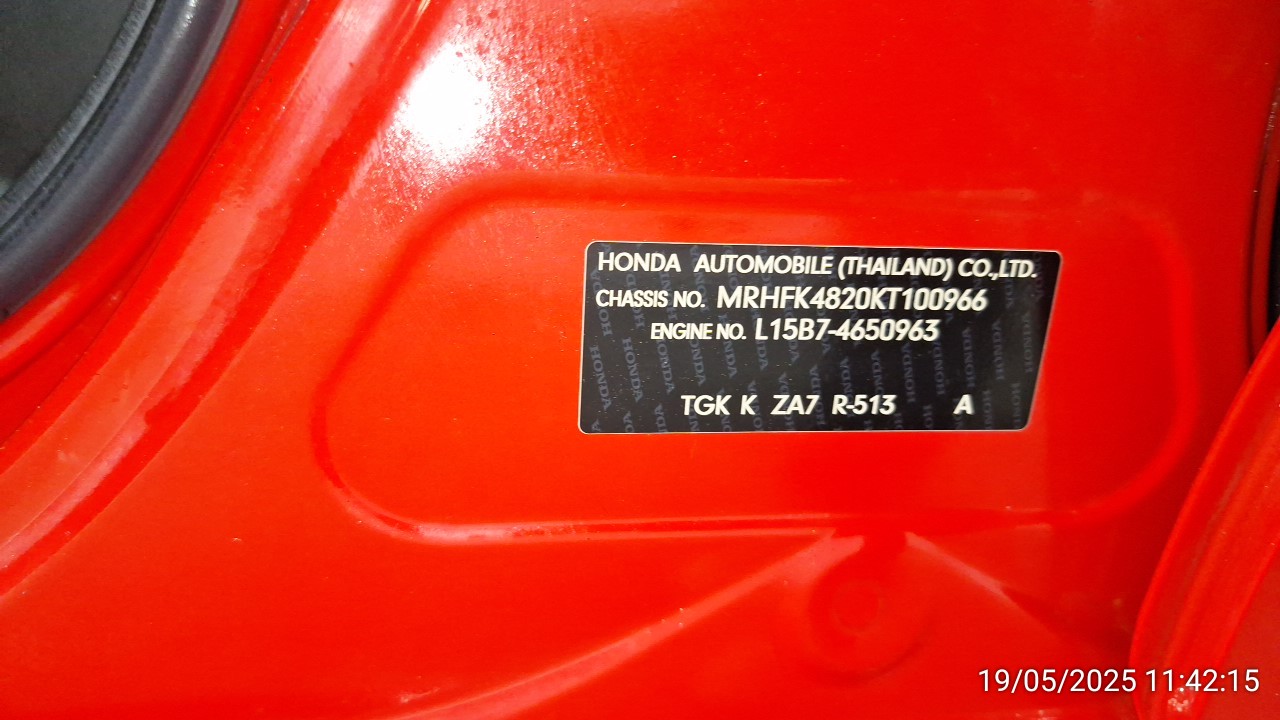 HONDA AUTOMOBILE (THAILAND) CO.,LTD.
CHASSIS NO. MRHFK4820KT100966
ENGINE NO. L15B7-4650963
TGK K ZA7 R-513 A
19/05/2025 11:42:15